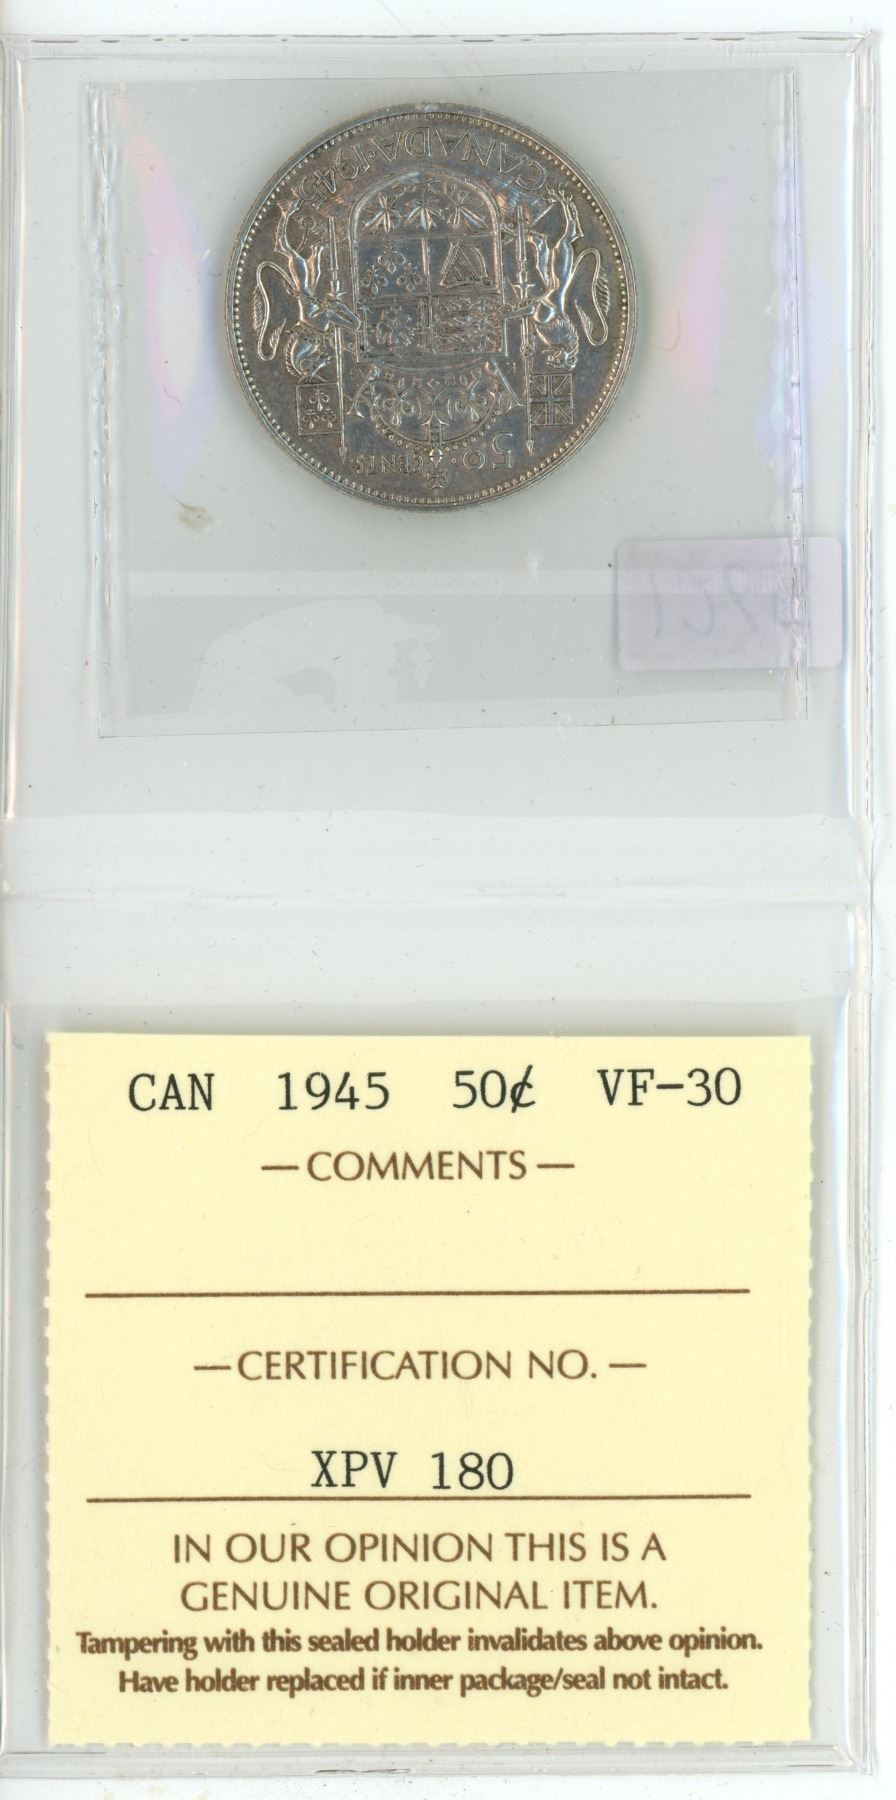 CANADA·1945
50·CENTS
CAN 1945 50¢ VF-30
—COMMENTS—
—CERTIFICATION NO.—
XPV 180
IN OUR OPINION THIS IS A
GENUINE ORIGINAL ITEM.
Tampering with this sealed holder invalidates above opinion.
Have holder replaced if inner package/seal not intact.